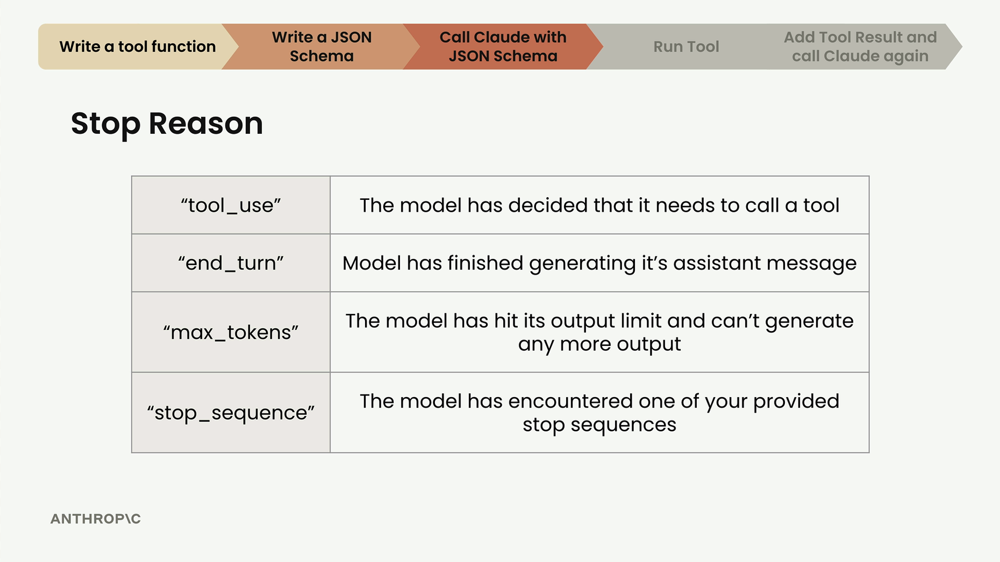 Write a tool function
Write a JSON
Schema
Call Claude with
JSON Schema
Run Tool
Add Tool Result and
call Claude again
Stop Reason
“tool_use”
The model has decided that it needs to call a tool
“end_turn”
Model has finished generating it’s assistant message
“max_tokens”
The model has hit its output limit and can’t generate
any more output
“stop_sequence”
The model has encountered one of your provided
stop sequences
ANTHROP\C